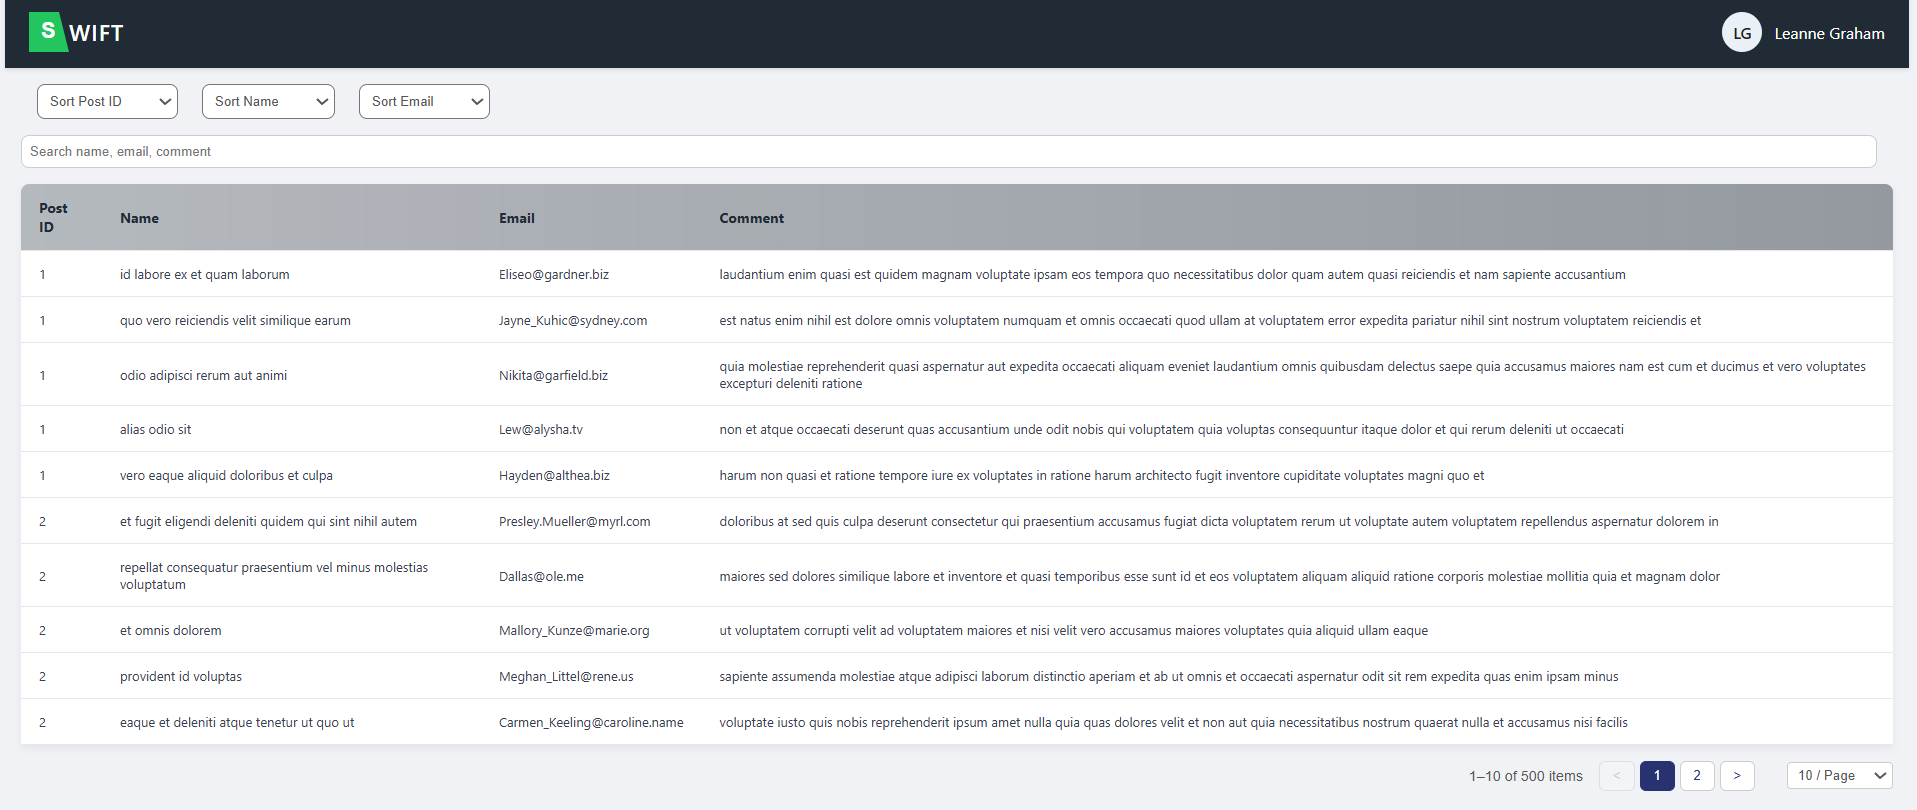 SWIFT
LG Leanne Graham
Sort Post ID Sort Name Sort Email
Search name, email, comment
Post ID Name Email Comment
1 id labore ex et quam laborum Eliseo@gardner.biz laudantium enim quasi est quidem magnam voluptate ipsam eos tempora quo necessitatibus dolor quam autem quasi reiciendis et nam sapiente accusantium
1 quo vero reiciendis velit similique earum Jayne_Kuhic@sydney.com est natus enim nihil est dolore omnis voluptatem numquam et omnis occaecati quod ullam at voluptatem error expedita pariatur nihil sint nostrum voluptatem reiciendis et
1 odio adipisci rerum aut animi Nikita@garfield.biz quia molestiae reprehenderit quasi aspernatur aut expedita occaecati aliquam eveniet laudantium omnis quibusdam delectus saepe quia accusamus maiores nam est cum et ducimus et vero voluptates
excepturi deleniti ratione
1 alias odio sit Lew@alysha.tv non et atque occaecati deserunt quas accusantium unde odit nobis qui voluptatem quia voluptas consequuntur itaque dolor et qui rerum deleniti ut occaecati
1 vero eaque aliquid doloribus et culpa Hayden@althea.biz harum non quasi et ratione tempore iure ex voluptates in ratione harum architecto fugit inventore cupiditate voluptates magni quo et
2 et fugit eligendi deleniti quidem qui sint nihil autem Presley.Mueller@myrl.com doloribus at sed quis culpa deserunt consectetur qui praesentium accusamus fugiat dicta voluptatem rerum ut voluptate autem voluptatem repellendus aspernatur dolorem in
2 repellat consequatur praesentium vel minus molestias
voluptatum Dallas@ole.me maiores sed dolores similique labore et inventore et quasi temporibus esse sunt id et eos voluptatem aliquam aliquid ratione corporis molestiae mollitia quia et magnam dolor
2 et omnis dolorem Mallory_Kunze@marie.org ut voluptatem corrupti velit ad voluptatem maiores et nisi velit vero accusamus maiores voluptates quia aliquid ullam eaque
2 provident id voluptas Meghan_Littel@rene.us sapiente assumenda molestiae atque adipisci laborum distinctio aperiam et ab ut omnis et occaecati aspernatur odit sit rem expedita quas enim ipsam minus
2 eaque et deleniti atque tenetur ut quo ut Carmen_Keeling@caroline.name voluptate iusto quis nobis reprehenderit ipsum amet nulla quia quas dolores velit et non aut quia necessitatibus nostrum quaerat nulla et accusamus nisi facilis
1–10 of 500 items < 1 2 > 10 / Page